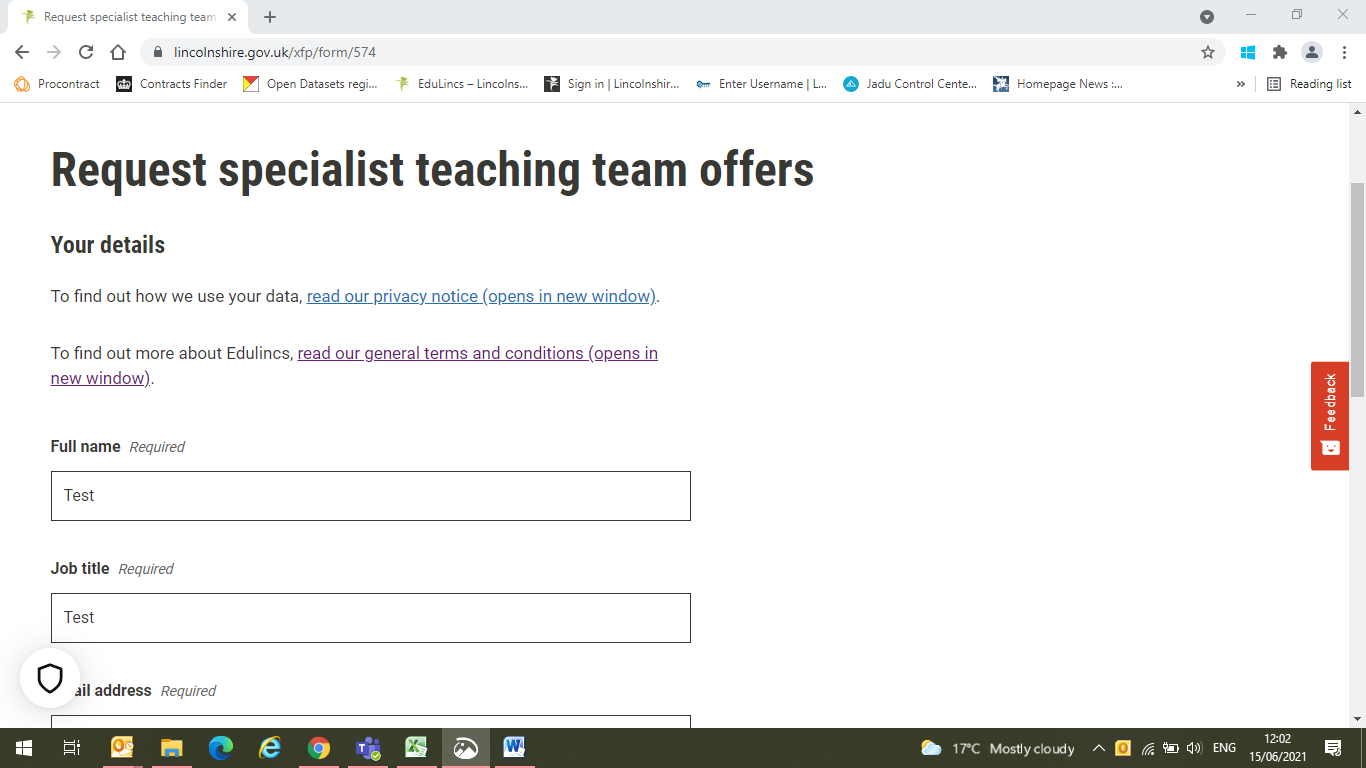 Request specialist teaching team
lincolnshire.gov.uk/xfp/form/574
Procontract Contracts Finder Open Datasets regi... EduLincs – Lincolns... Sign in | Lincolnshir... Enter Username | L... Jadu Control Cente... Homepage News :... » Reading list
Request specialist teaching team offers
Your details
To find out how we use your data, read our privacy notice (opens in new window).
To find out more about Edulincs, read our general terms and conditions (opens in
new window).
Feedback
Full name Required
Test
Job title Required
Test
ail address Required
17°C Mostly cloudy ENG 12:02
15/06/2021